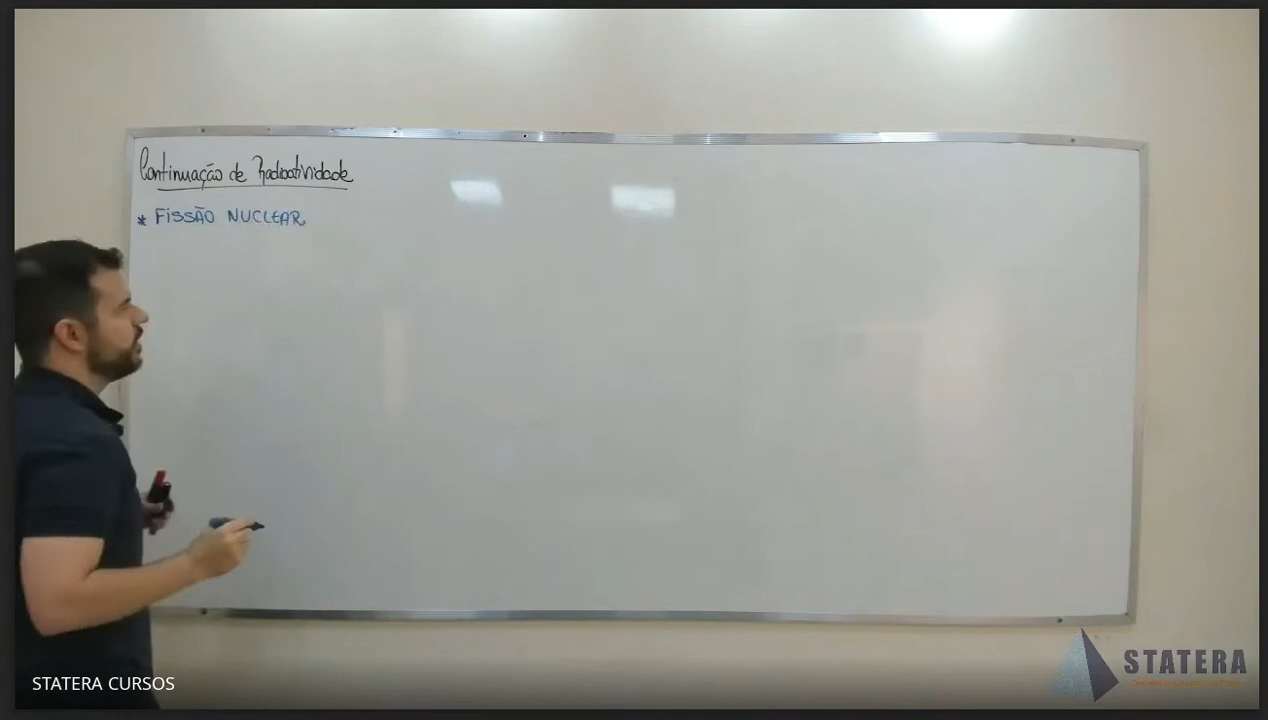 Continuação de Radioatividade
* FISSÃO NUCLEAR
STATERA CURSOS
STATERA